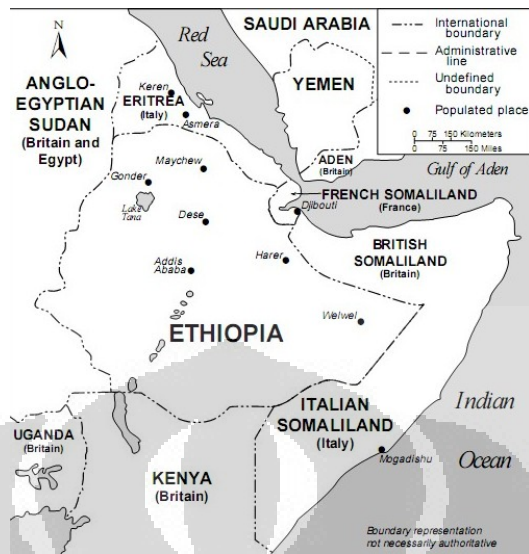 SAUDI ARABIA
International
boundary
Administrative
line
Undefined
boundary
Populated place
0 75 150 Kilometers
0 75 150 Miles
Red
Sea
YEMEN
ANGLO-
EGYPTIAN
SUDAN
(Britain and
Egypt)
Keren
ERITREA
(Italy)
Asmera
ADEN
(Britain)
Gulf of Aden
Maychew
Gonder
Lake
Tana
FRENCH SOMALILAND
(France)
Djibouti
Dese
BRITISH
SOMALILAND
(Britain)
Addis
Ababa
Harer
Welwel
ETHIOPIA
ITALIAN
SOMALILAND
(Italy)
Indian
Ocean
UGANDA
(Britain)
KENYA
(Britain)
Mogadishu
Boundary representation
not necessarily authoritative